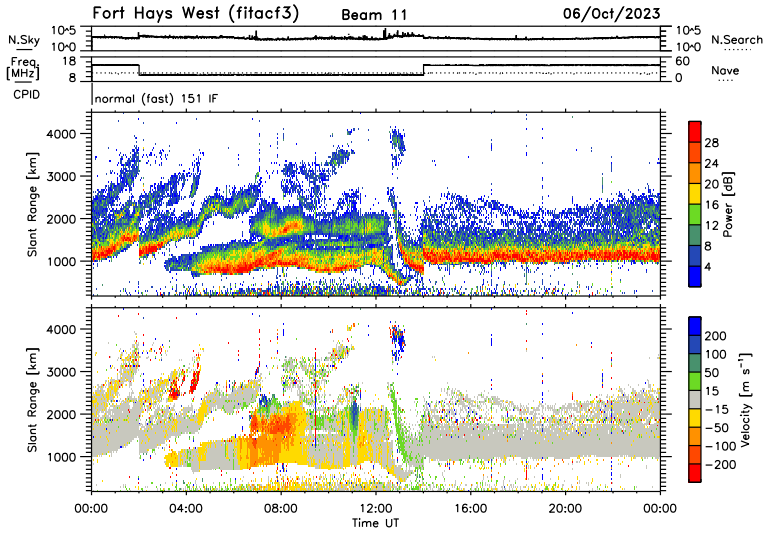 Fort Hays West (fitacf3) Beam 11 06/Oct/2023
N.Sky 10^5 10^0 10^5 10^0 N.Search
Freq. [MHz] 18 8 60 0 Nave
CPID normal (fast) 151 IF
Slant Range [km] 4000 3000 2000 1000
Power [dB] 28 24 20 16 12 8 4
Slant Range [km] 4000 3000 2000 1000
Velocity [m s⁻¹] 200 100 50 15 -15 -50 -100 -200
00:00 04:00 08:00 12:00 16:00 20:00 00:00
Time UT